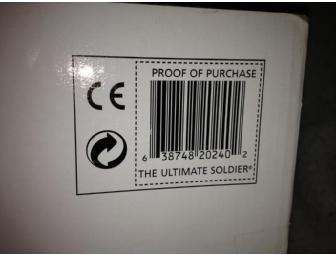 CE
PROOF OF PURCHASE
6 38748 20240 2
THE ULTIMATE SOLDIER®